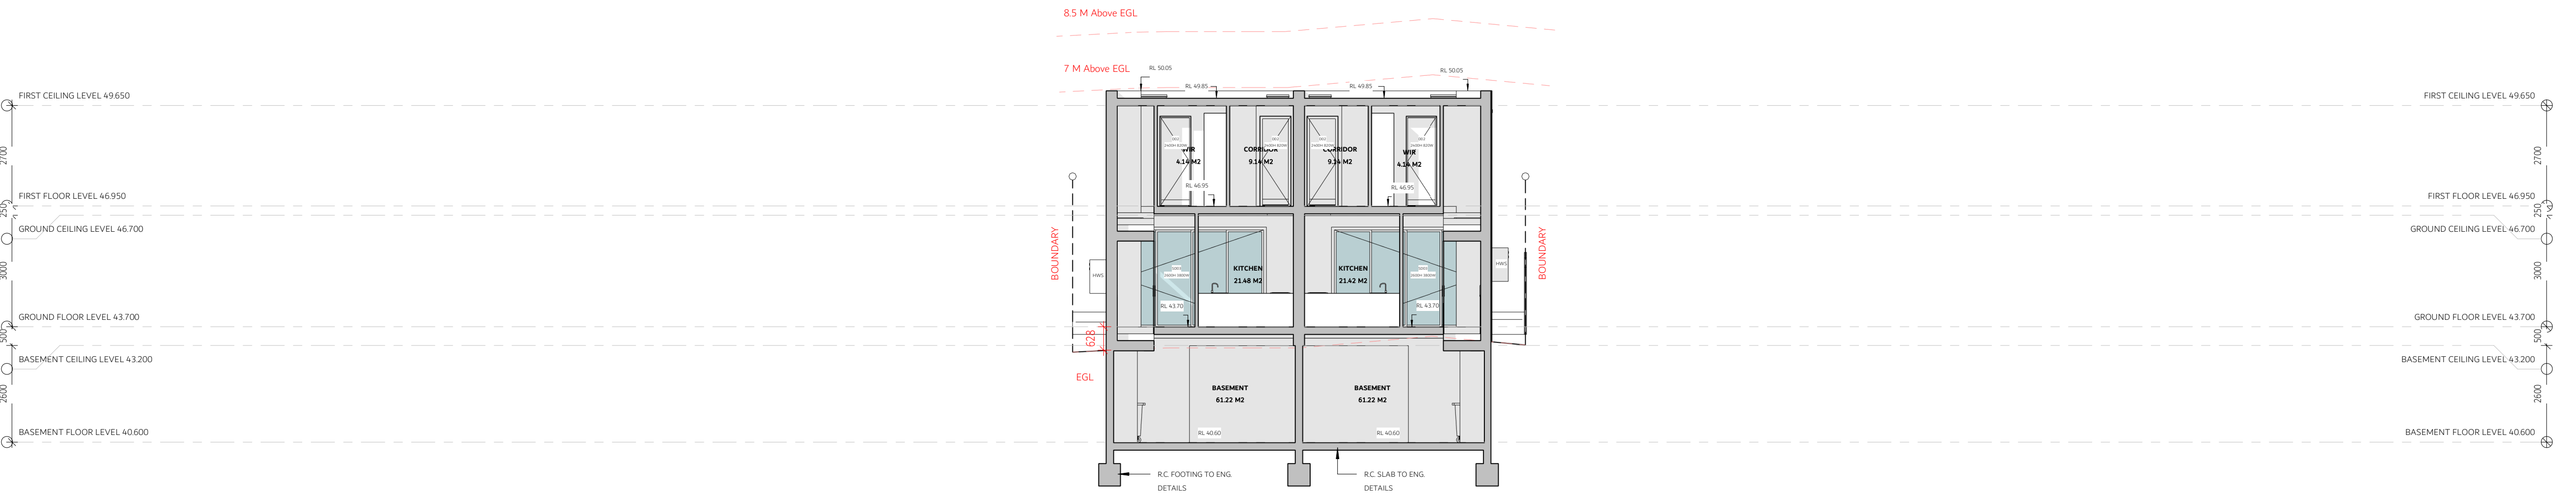 8.5 M Above EGL
7 M Above EGL
RL 50.05
RL 50.05
RL 49.85
RL 49.85
FIRST CEILING LEVEL 49.650
FIRST CEILING LEVEL 49.650
2700
2700
WIR
4.14 M2
CORRIDOR
9.14 M2
CORRIDOR
9.14 M2
WIR
4.14 M2
RL 46.95
RL 46.95
FIRST FLOOR LEVEL 46.950
FIRST FLOOR LEVEL 46.950
250
250
GROUND CEILING LEVEL 46.700
GROUND CEILING LEVEL 46.700
BOUNDARY
BOUNDARY
3000
3000
HWS
HWS
KITCHEN
21.48 M2
KITCHEN
21.42 M2
RL 43.70
RL 43.70
GROUND FLOOR LEVEL 43.700
GROUND FLOOR LEVEL 43.700
500
500
628
BASEMENT CEILING LEVEL 43.200
BASEMENT CEILING LEVEL 43.200
EGL
2600
2600
BASEMENT
61.22 M2
BASEMENT
61.22 M2
RL 40.60
RL 40.60
BASEMENT FLOOR LEVEL 40.600
BASEMENT FLOOR LEVEL 40.600
R.C. FOOTING TO ENG.
DETAILS
R.C. SLAB TO ENG.
DETAILS